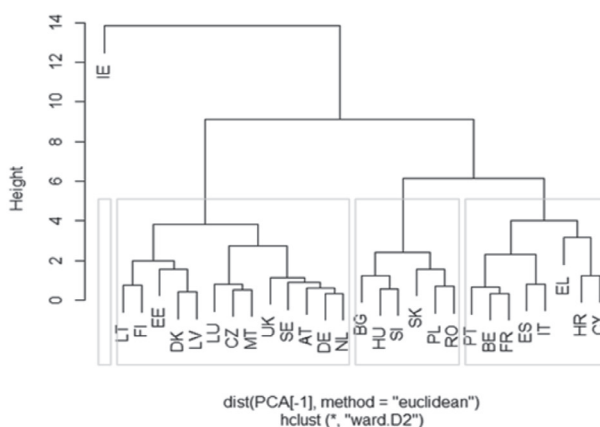 14
12
10
8
6
4
2
0
Height
IE
LT
FI
EE
DK
LV
LU
CZ
MT
UK
SE
AT
DE
NL
BG
HU
SI
SK
PL
RO
PT
BE
FR
ES
IT
EL
HR
CY
dist(PCA[-1], method = "euclidean")
hclust (*, "ward.D2")